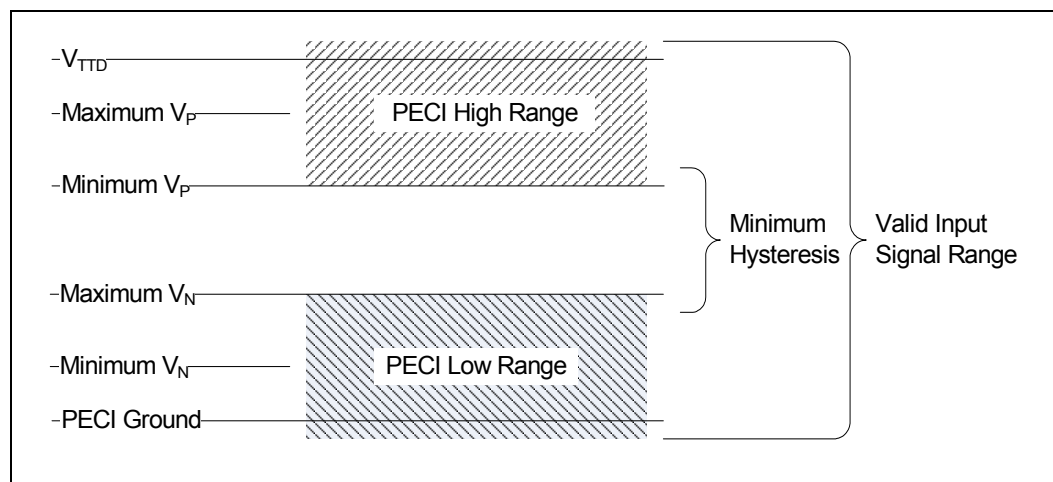 V_TTD
Maximum V_P
PECI High Range
Minimum V_P
Minimum
Hysteresis
Valid Input
Signal Range
Maximum V_N
Minimum V_N
PECI Low Range
PECI Ground